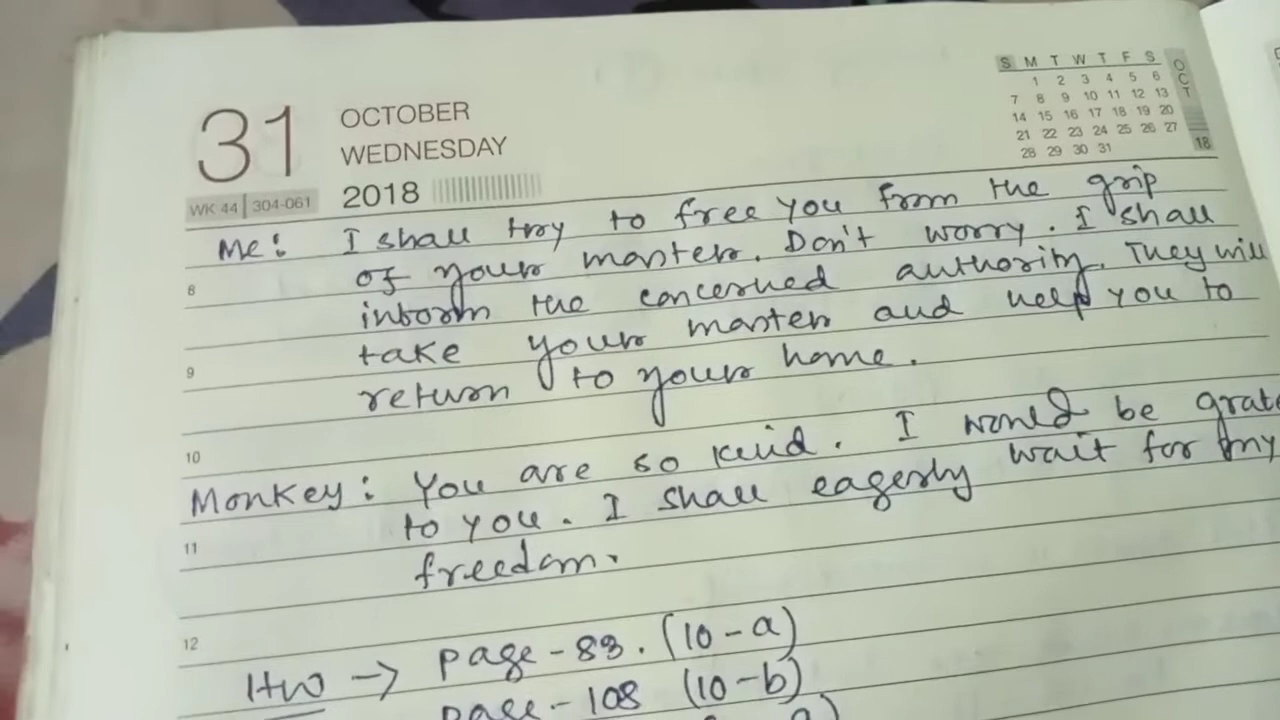 31 OCTOBER
WEDNESDAY
2018
WK 44 304-061
S M T W T F S
1 2 3 4 5 6
7 8 9 10 11 12 13
14 15 16 17 18 19 20
21 22 23 24 25 26 27
28 29 30 31
OCT
18
Me: I shall try to free you from the grip
of your master. Don't worry. I shall
8
inform the concerned authority. They will
take your master and help you to
9
return to your home.
10
Monkey: You are so kind. I would be grate
to you. I shall eagerly wait for my
11
freedom.
12
HW → page - 83. (10 - a)
page - 108 (10 - b)